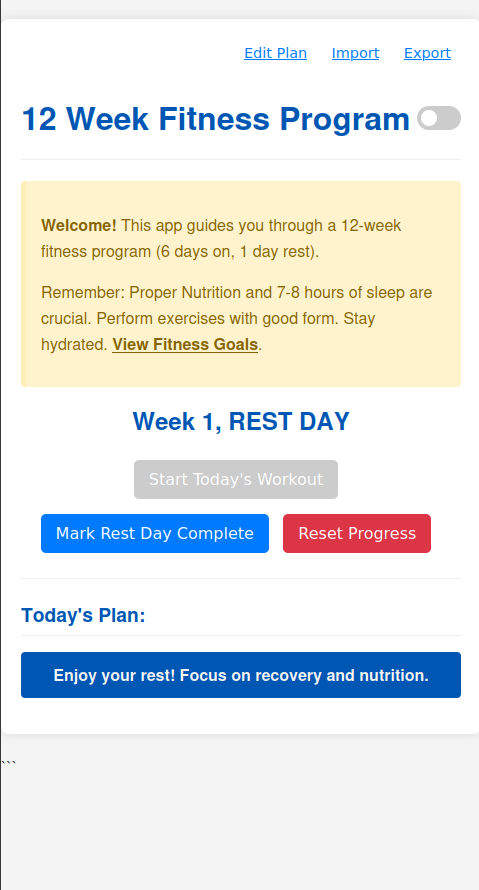 Edit Plan Import Export
12 Week Fitness Program
Welcome! This app guides you through a 12-week
fitness program (6 days on, 1 day rest).
Remember: Proper Nutrition and 7-8 hours of sleep are
crucial. Perform exercises with good form. Stay
hydrated. View Fitness Goals.
Week 1, REST DAY
Start Today's Workout
Mark Rest Day Complete Reset Progress
Today's Plan:
Enjoy your rest! Focus on recovery and nutrition.
```